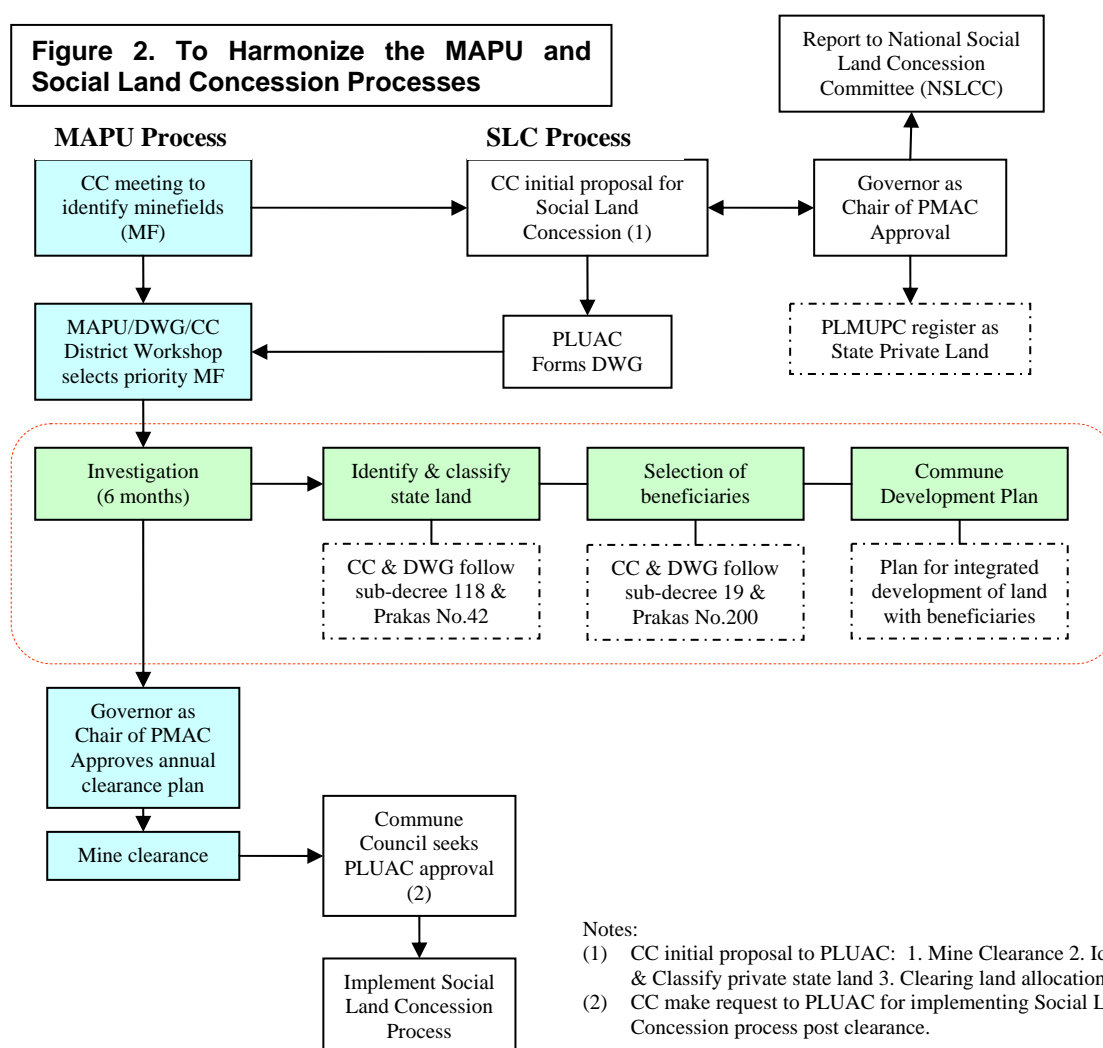 Figure 2. To Harmonize the MAPU and
Social Land Concession Processes
Report to National Social
Land Concession
Committee (NSLCC)
MAPU Process
SLC Process
CC meeting to
identify minefields
(MF)
CC initial proposal for
Social Land
Concession (1)
Governor as
Chair of PMAC
Approval
MAPU/DWG/CC
District Workshop
selects priority MF
PLUAC
Forms DWG
PLMUPC register as
State Private Land
Investigation
(6 months)
Identify & classify
state land
Selection of
beneficiaries
Commune
Development Plan
CC & DWG follow
sub-decree 118 &
Prakas No.42
CC & DWG follow
sub-decree 19 &
Prakas No.200
Plan for integrated
development of land
with beneficiaries
Governor as
Chair of PMAC
Approves annual
clearance plan
Mine clearance
Commune
Council seeks
PLUAC approval
(2)
Implement Social
Land Concession
Process
Notes:
(1) CC initial proposal to PLUAC: 1. Mine Clearance 2.
& Classify private state land 3. Clearing land allocation
(2) CC make request to PLUAC for implementing Social
Concession process post clearance.